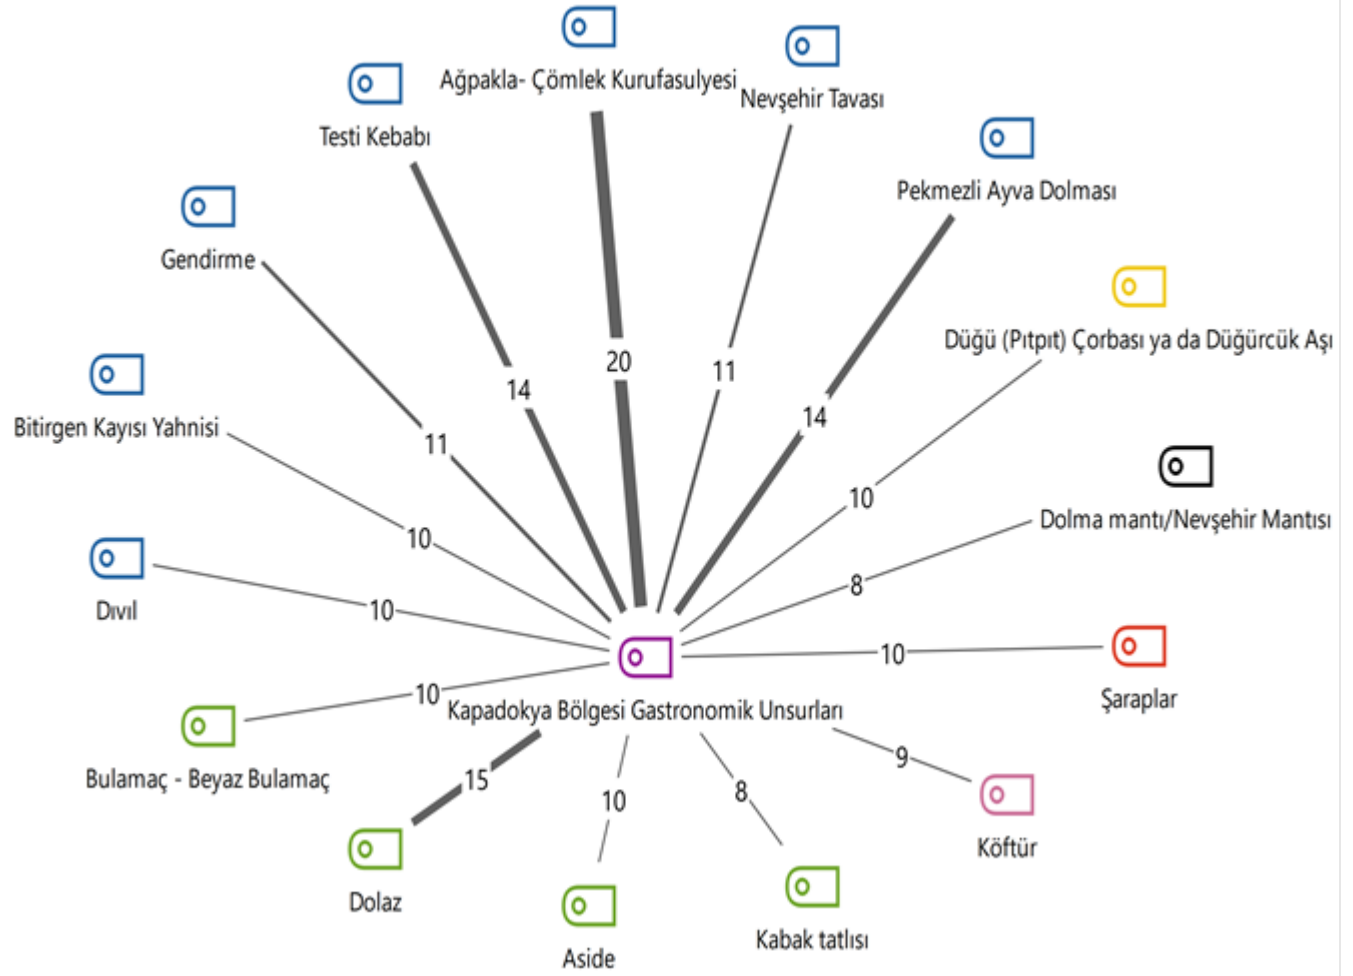 Ağpakla- Çömlek Kurufasulyesi
Nevşehir Tavası
Testi Kebabı
Pekmezli Ayva Dolması
Gendirme
Düğü (Pıtpıt) Çorbası ya da Düğürcük Aşı
20
11
14
14
Bitirgen Kayısı Yahnisi
11
10
Dolma mantı/Nevşehir Mantısı
10
8
Dıvıl
10
10
Şaraplar
10
Kapadokya Bölgesi Gastronomik Unsurları
Bulamaç - Beyaz Bulamaç
15
9
8
10
Köftür
Dolaz
Kabak tatlısı
Aside